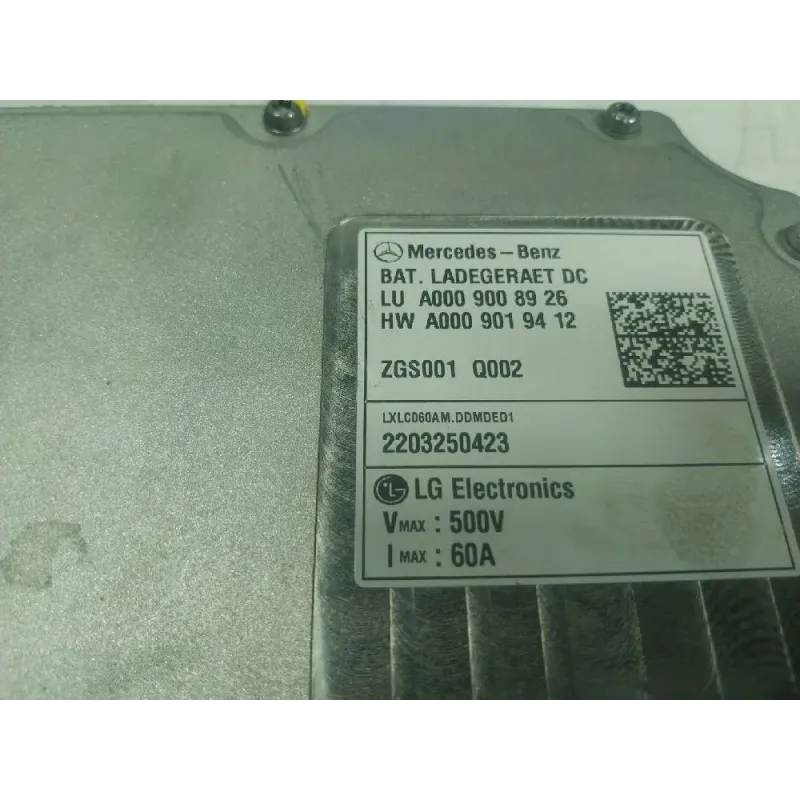 Mercedes-Benz
BAT. LADEGERAET DC
LU A000 900 89 26
HW A000 901 94 12
ZGS001 Q002
LXLC060AM.DDMDED1
2203250423
LG Electronics
VMAX : 500V
IMAX : 60A